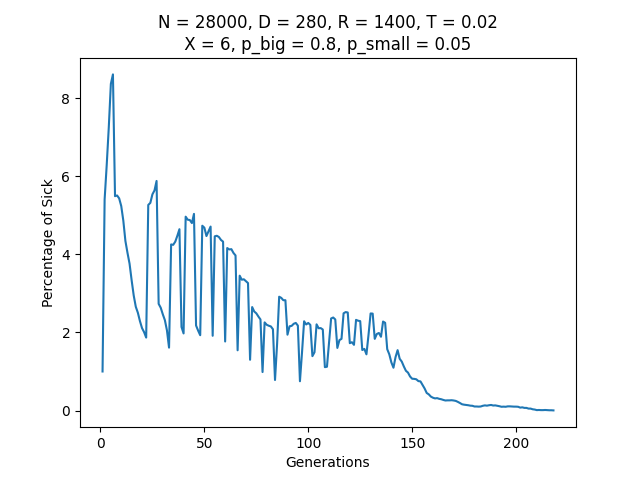 N = 28000, D = 280, R = 1400, T = 0.02
X = 6, p_big = 0.8, p_small = 0.05
8
6
4
2
0
Percentage of Sick
0 50 100 150 200
Generations